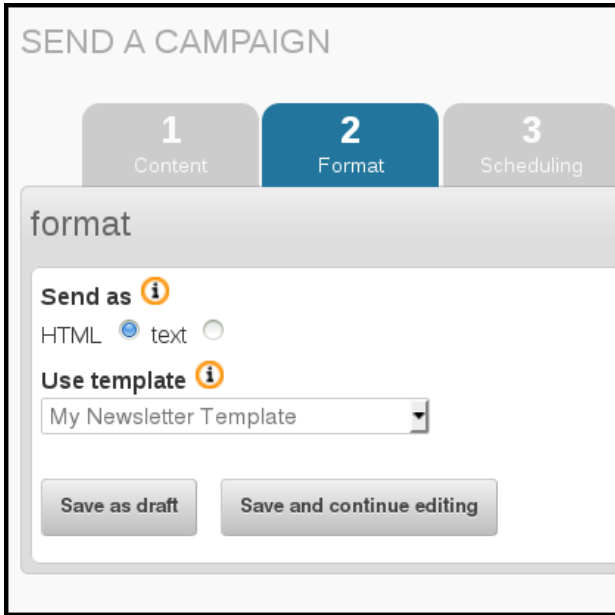 SEND A CAMPAIGN
1 2 3
Content Format Scheduling
format
Send as i
HTML text
Use template i
My Newsletter Template
Save as draft Save and continue editing